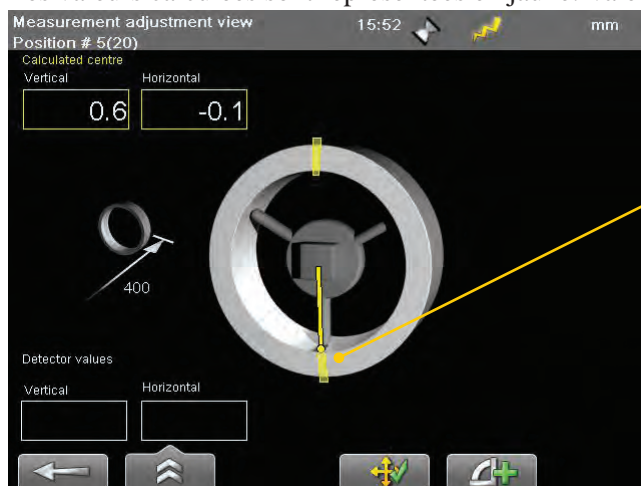 Measurement adjustment view 15:52 mm
Position # 5(20)
Calculated centre
Vertical Horizontal
0.6 -0.1
400
Detector values
Vertical Horizontal